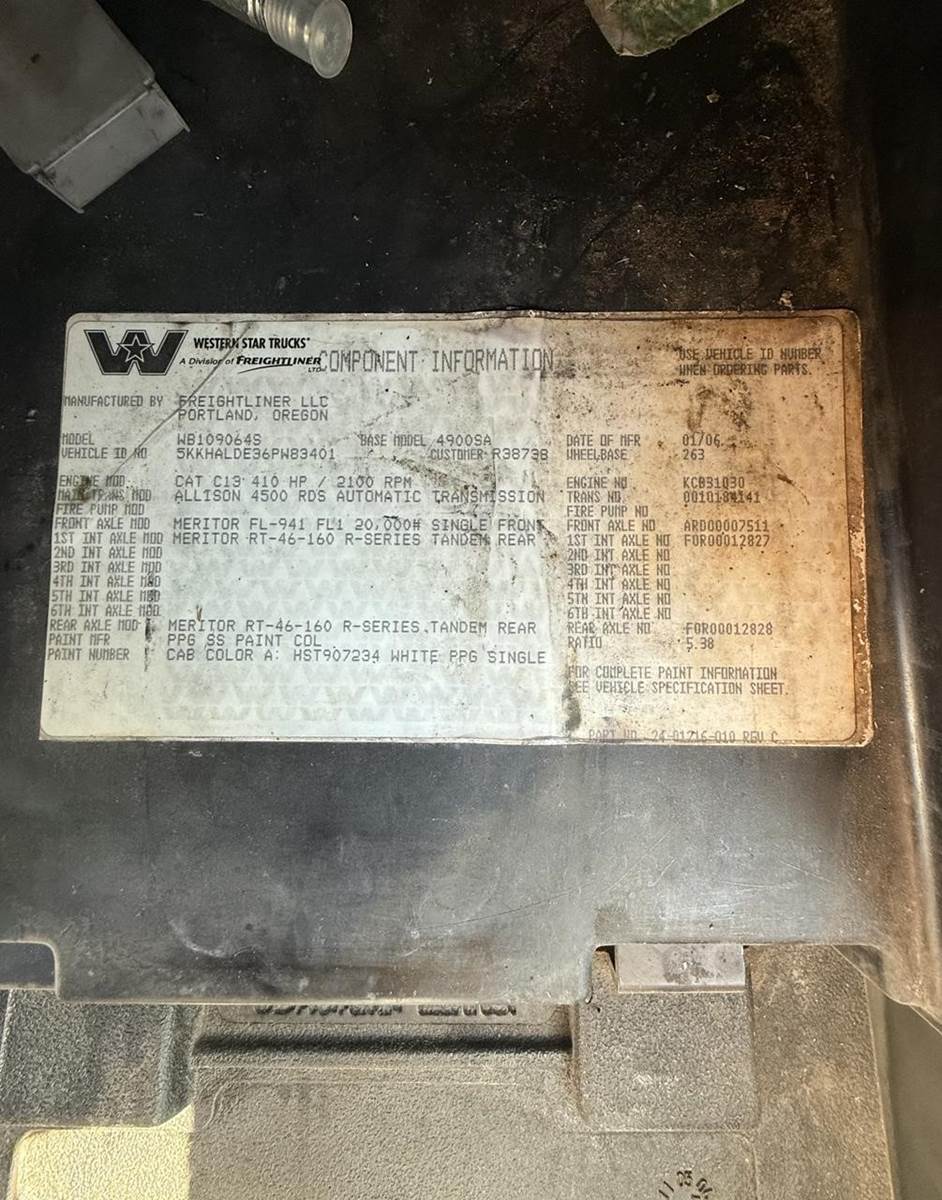 WESTERN STAR TRUCKS
A Division of FREIGHTLINER LTD.
COMPONENT INFORMATION
USE VEHICLE ID NUMBER
WHEN ORDERING PARTS.
MANUFACTURED BY FREIGHTLINER LLC
PORTLAND, OREGON
MODEL WB109064S BASE MODEL 4900SA DATE OF MFR 01/06
VEHICLE ID NO 5KKHALDE36PW83401 CUSTOMER R3873B WHEELBASE 263
ENGINE MOD CAT C13 410 HP / 2100 RPM ENGINE NO KCB31030
MAIN TRANS MOD ALLISON 4500 RDS AUTOMATIC TRANSMISSION TRANS NO 0010184141
FIRE PUMP MOD FIRE PUMP NO
FRONT AXLE MOD MERITOR FL-941 FL1 20,000# SINGLE FRONT FRONT AXLE NO ARD00007511
1ST INT AXLE MOD MERITOR RT-46-160 R-SERIES TANDEM REAR 1ST INT AXLE NO FOR00012827
2ND INT AXLE MOD 2ND INT AXLE NO
3RD INT AXLE MOD 3RD INT AXLE NO
4TH INT AXLE MOD 4TH INT AXLE NO
5TH INT AXLE MOD 5TH INT AXLE NO
6TH INT AXLE MOD 6TH INT AXLE NO
REAR AXLE MOD MERITOR RT-46-160 R-SERIES TANDEM REAR REAR AXLE NO FOR00012828
PAINT MFR PPG SS PAINT COL RATIO 5.38
PAINT NUMBER CAB COLOR A: HST907234 WHITE PPG SINGLE
FOR COMPLETE PAINT INFORMATION
SEE VEHICLE SPECIFICATION SHEET.
PART NO. 24-01716-010 REV C